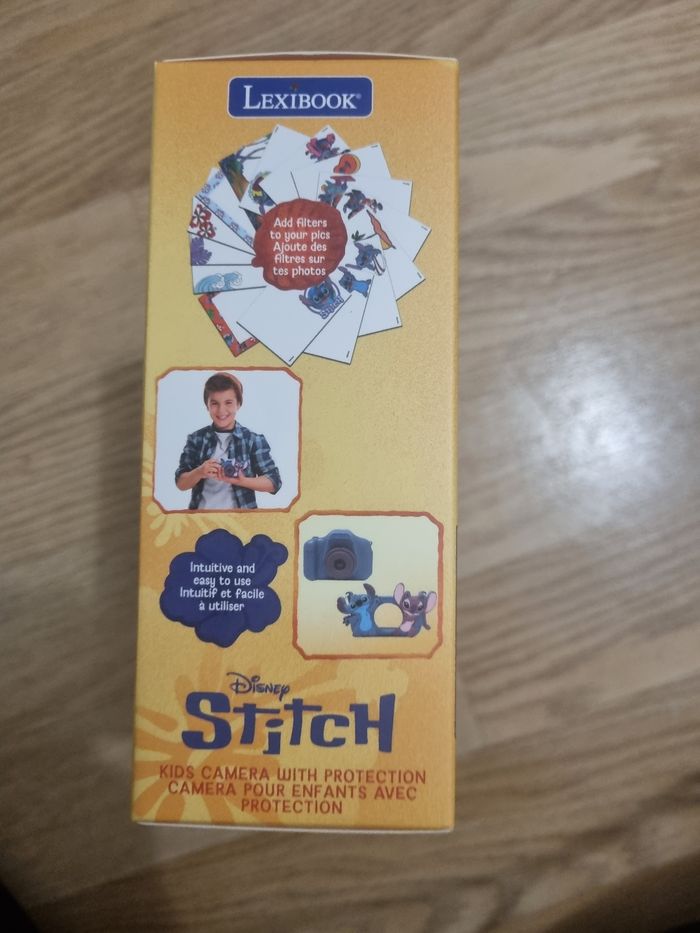 LEXIBOOK®
Add filters
to your pics
Ajoute des
filtres sur
tes photos
Intuitive and
easy to use
Intuitif et facile
à utiliser
Disney
Stitch
KIDS CAMERA WITH PROTECTION
CAMERA POUR ENFANTS AVEC
PROTECTION